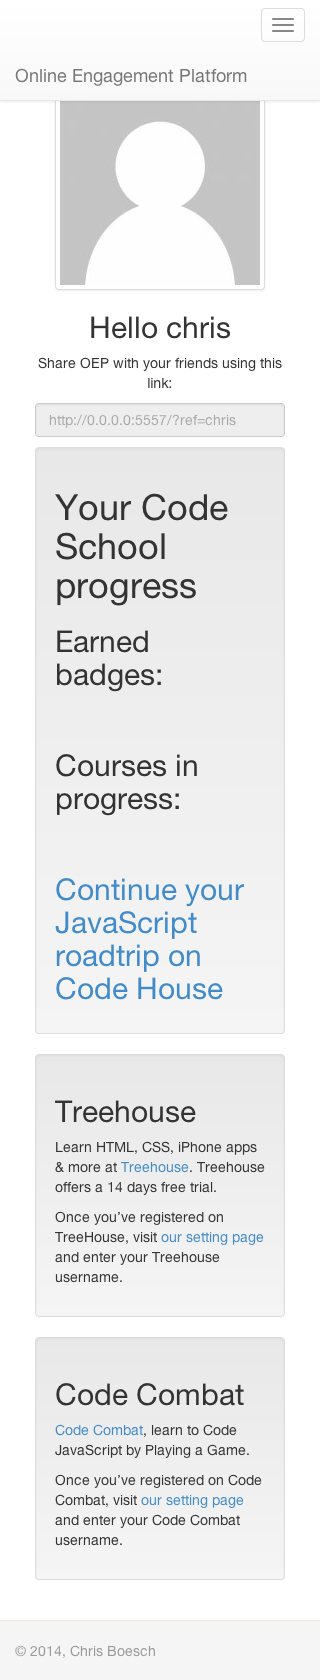 Online Engagement Platform
Hello chris
Share OEP with your friends using this
link:
http://0.0.0.0:5557/?ref=chris
Your Code
School
progress
Earned
badges:
Courses in
progress:
Continue your
JavaScript
roadtrip on
Code House
Treehouse
Learn HTML, CSS, iPhone apps
& more at Treehouse. Treehouse
offers a 14 days free trial.
Once you’ve registered on
TreeHouse, visit our setting page
and enter your Treehouse
username.
Code Combat
Code Combat, learn to Code
JavaScript by Playing a Game.
Once you’ve registered on Code
Combat, visit our setting page
and enter your Code Combat
username.
© 2014, Chris Boesch